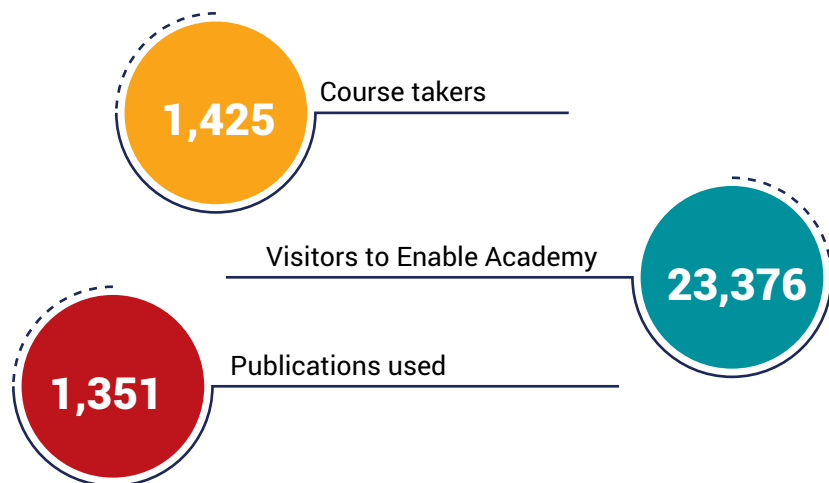 1,425
Course takers
Visitors to Enable Academy
23,376
Publications used
1,351